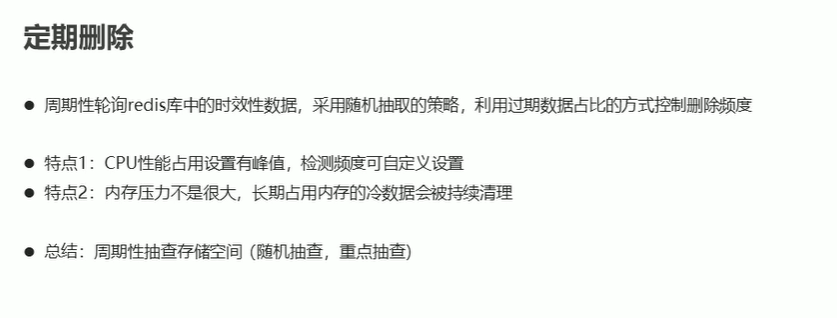 定期删除
● 周期性轮询redis库中的时效性数据，采用随机抽取的策略，利用过期数据占比的方式控制删除频度
● 特点1：CPU性能占用设置有峰值，检测频度可自定义设置
● 特点2：内存压力不是很大，长期占用内存的冷数据会被持续清理
● 总结：周期性抽查存储空间（随机抽查，重点抽查）